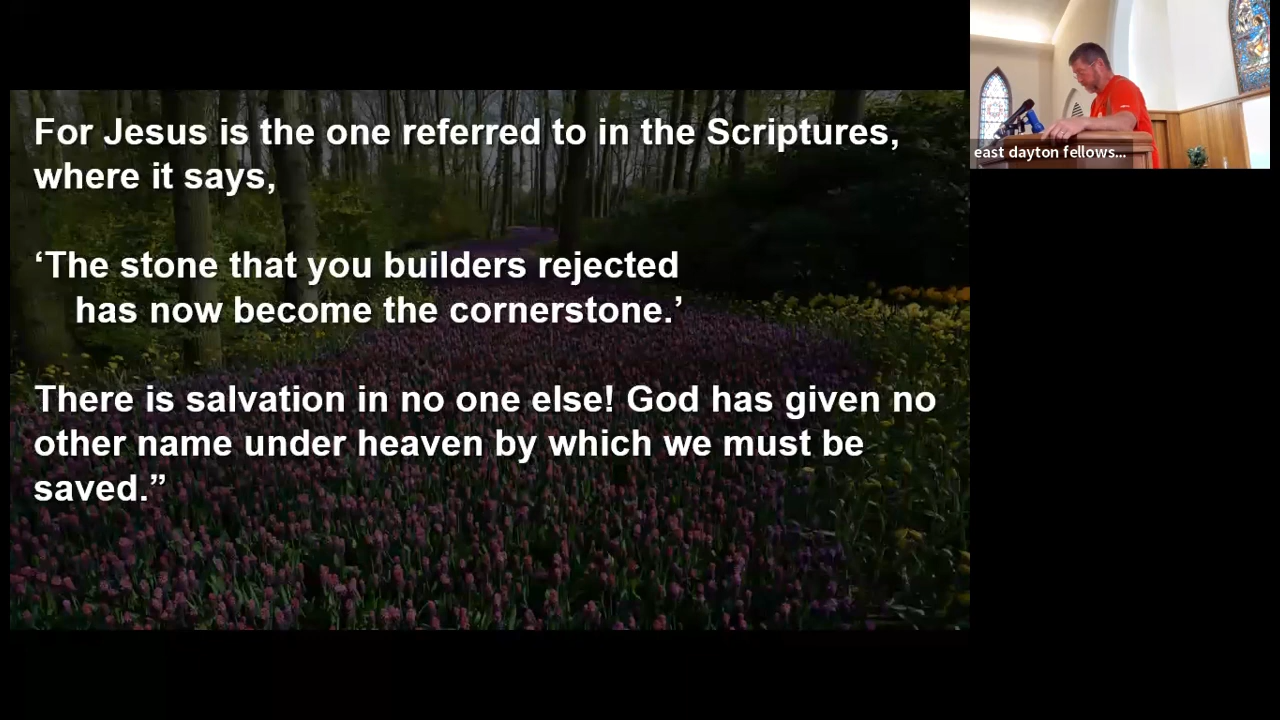 For Jesus is the one referred to in the Scriptures,
where it says,
‘The stone that you builders rejected
has now become the cornerstone.’
There is salvation in no one else! God has given no
other name under heaven by which we must be
saved.”
east dayton fellows...